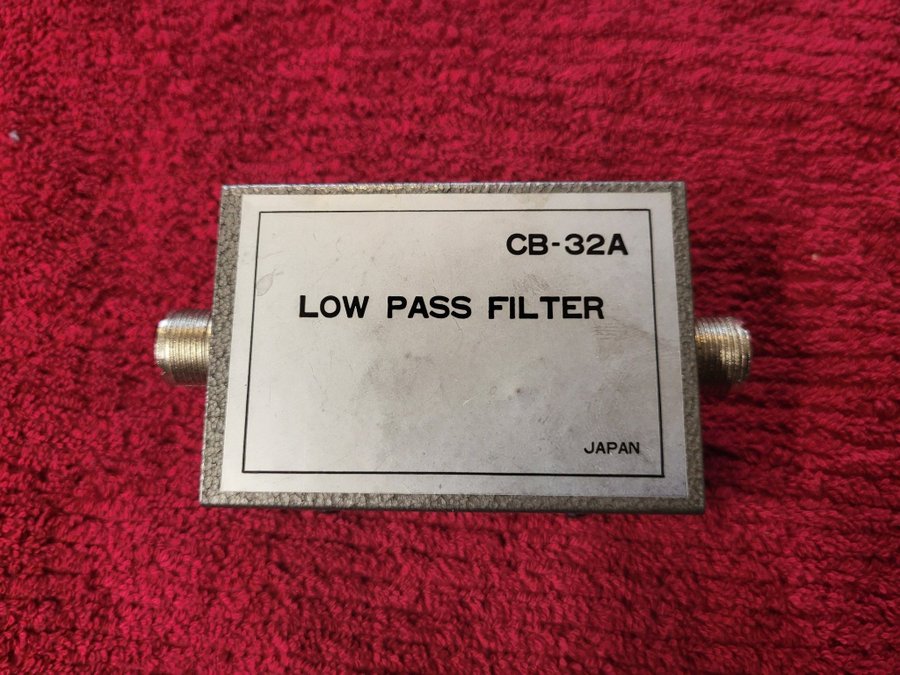 CB-32A
LOW PASS FILTER
JAPAN